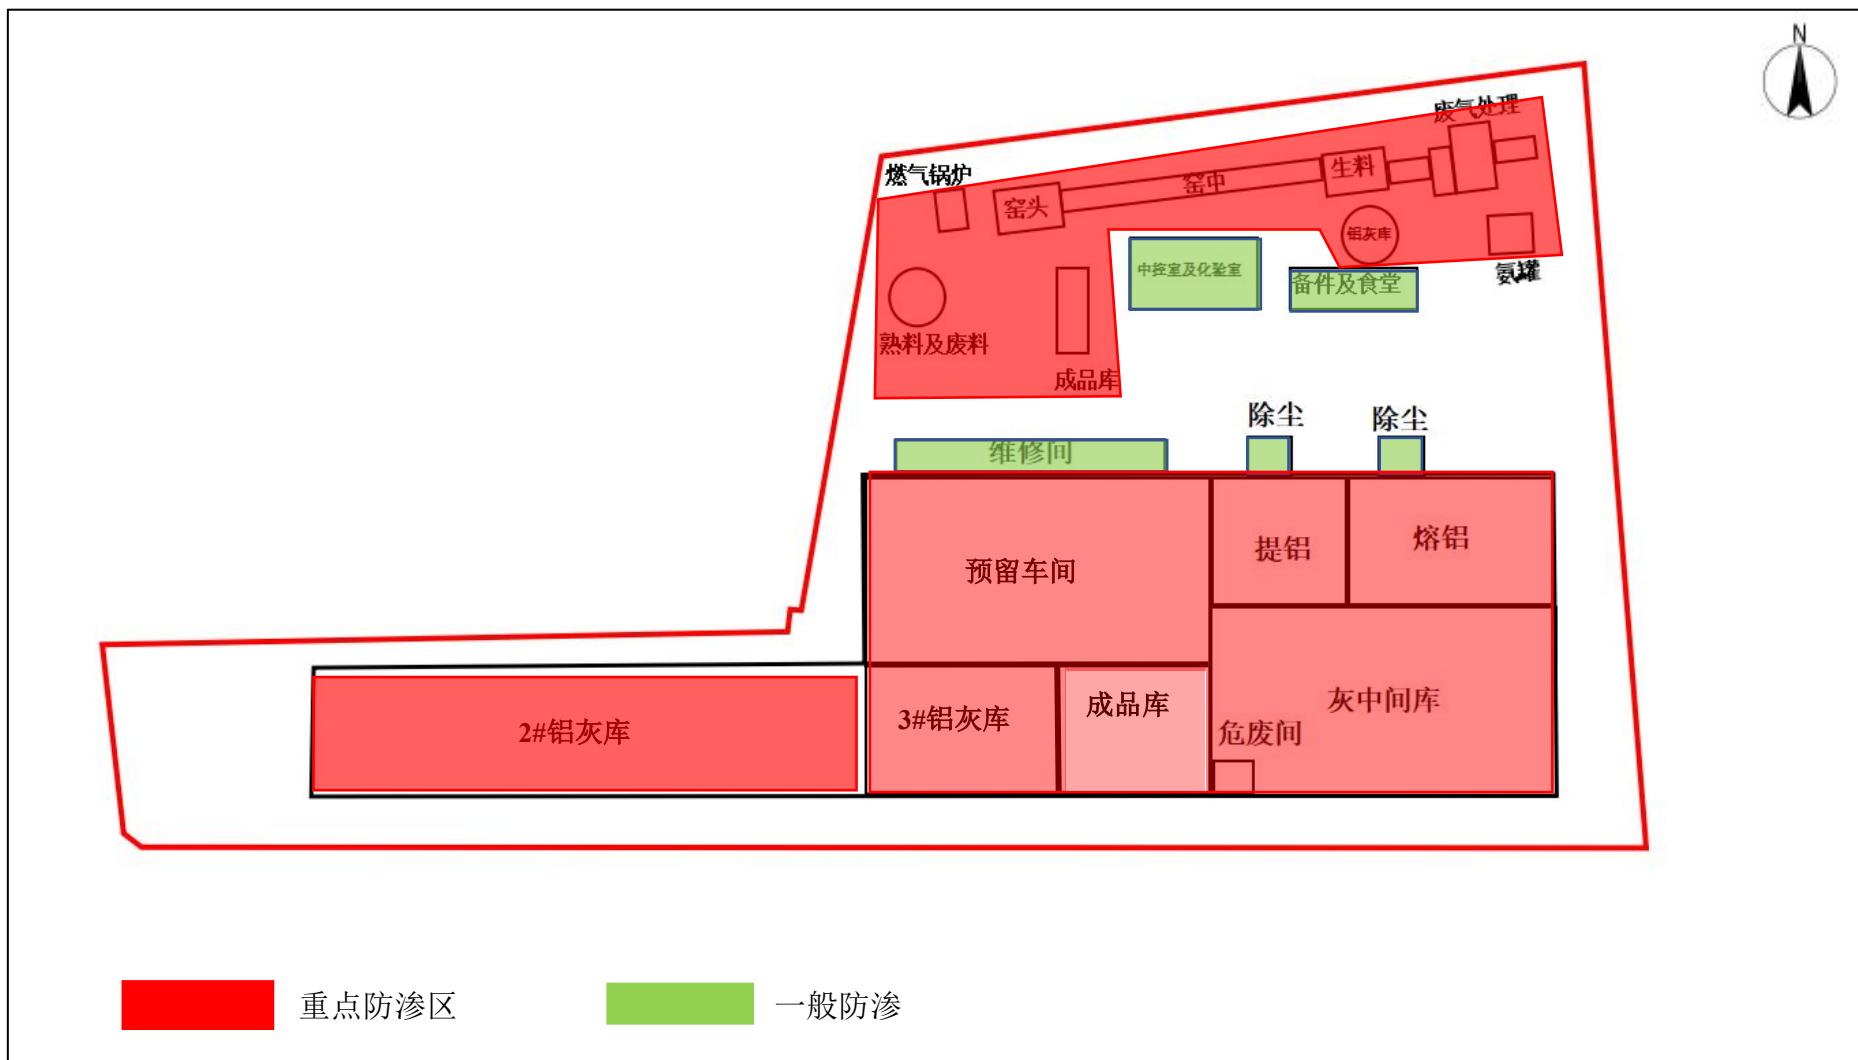 N
废气处理
燃气锅炉
生料
窑中
窑头
铝灰库
中控室及化验室
氨罐
备件及食堂
熟料及废料
成品库
除尘
除尘
维修间
熔铝
提铝
预留车间
灰中间库
成品库
3#铝灰库
2#铝灰库
危废间
重点防渗区
一般防渗